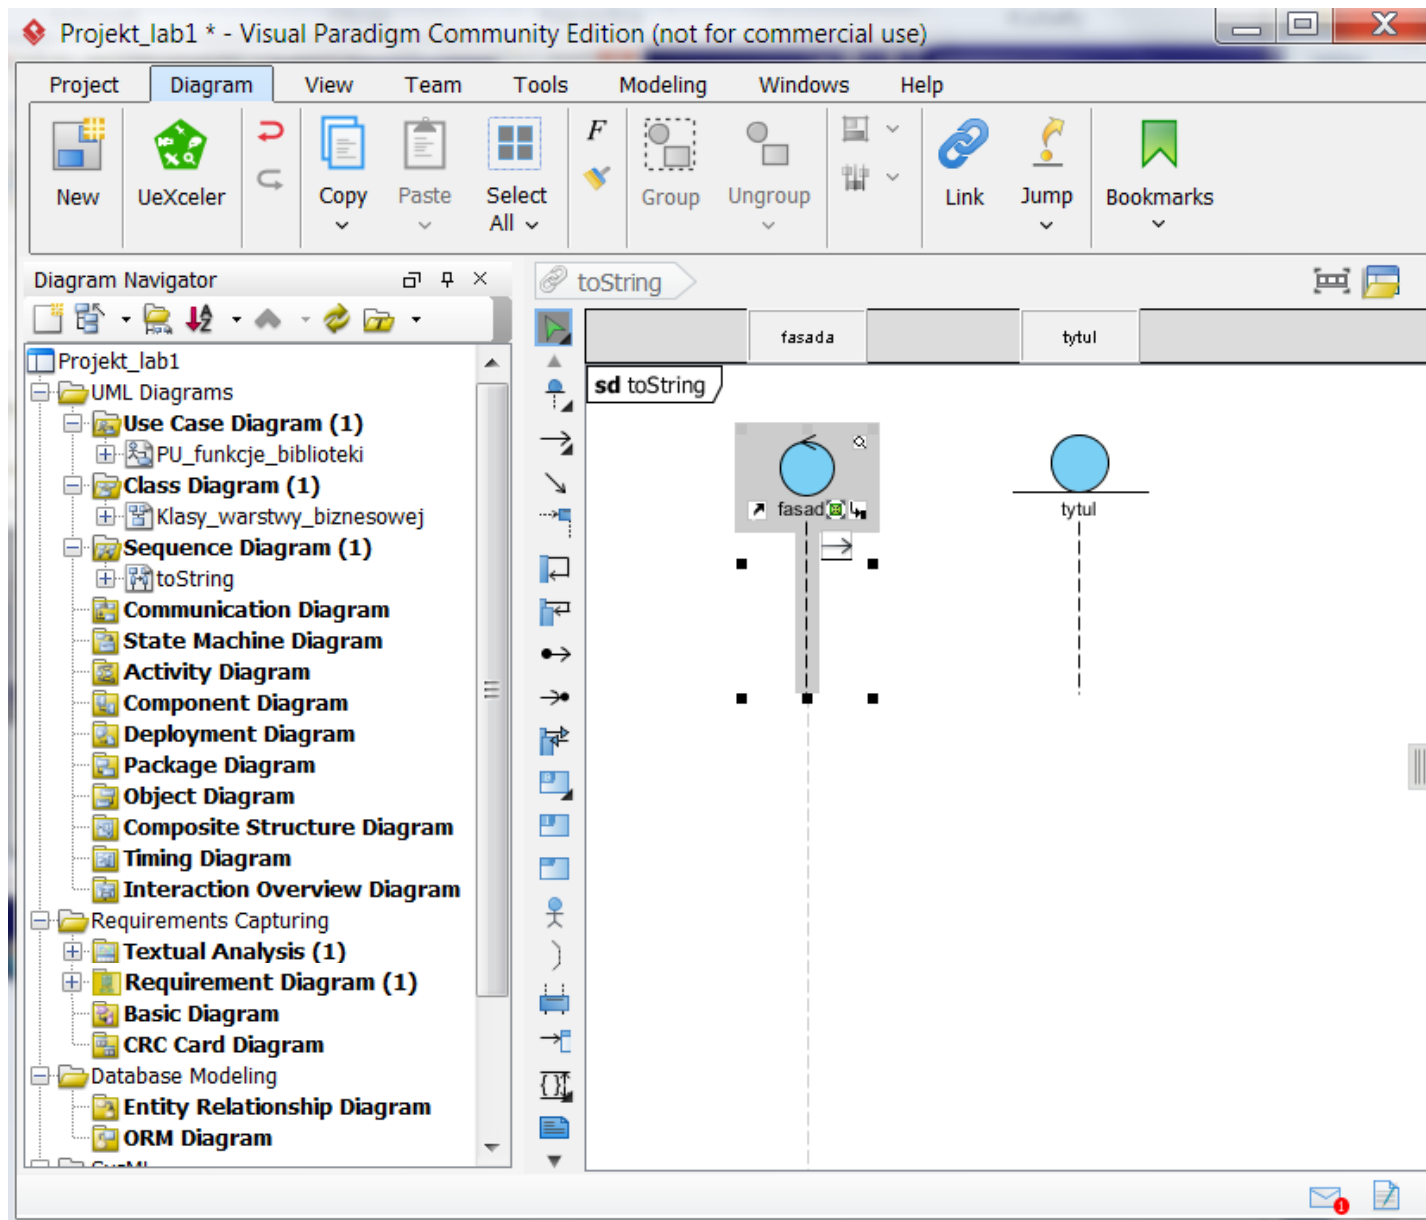 Projekt_lab1 * - Visual Paradigm Community Edition (not for commercial use)
Project Diagram View Team Tools Modeling Windows Help
F
New UeXceler Copy Paste Select All Group Ungroup Link Jump Bookmarks
Diagram Navigator
toString
Projekt_lab1
UML Diagrams
Use Case Diagram (1)
PU_funkcje_biblioteki
Class Diagram (1)
Klasy_warstwy_biznesowej
Sequence Diagram (1)
toString
Communication Diagram
State Machine Diagram
Activity Diagram
Component Diagram
Deployment Diagram
Package Diagram
Object Diagram
Composite Structure Diagram
Timing Diagram
Interaction Overview Diagram
Requirements Capturing
Textual Analysis (1)
Requirement Diagram (1)
Basic Diagram
CRC Card Diagram
Database Modeling
Entity Relationship Diagram
ORM Diagram
fasada tytul
sd toString
fasad tytul
1